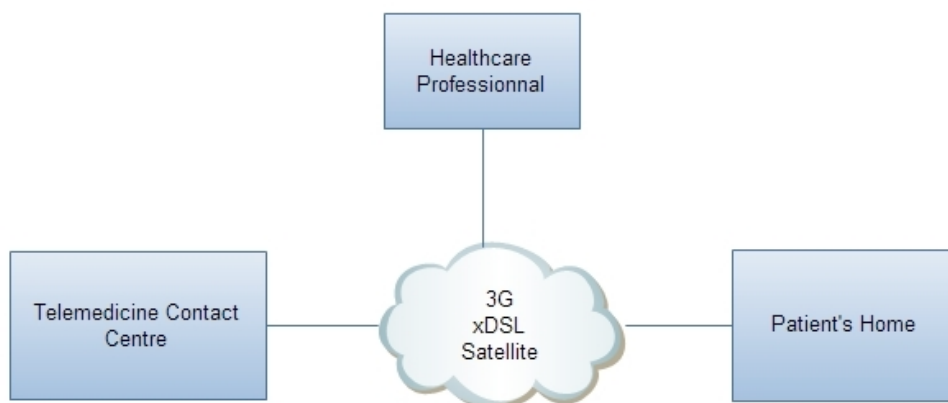 Healthcare
Professionnal
Telemedicine Contact
Centre
3G
xDSL
Satellite
Patient's Home